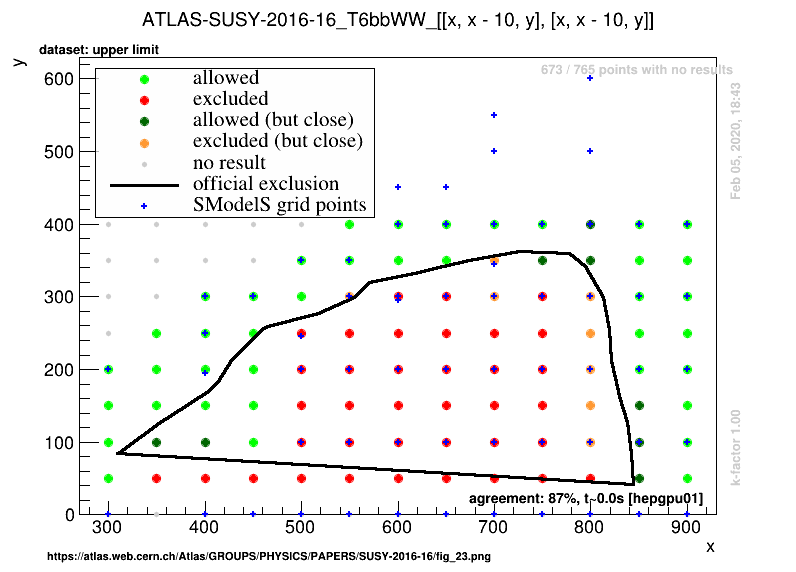 ATLAS-SUSY-2016-16_T6bbWW_[[x, x - 10, y], [x, x - 10, y]]
dataset: upper limit
y
673 / 765 points with no results
allowed
excluded
allowed (but close)
excluded (but close)
no result
official exclusion
SModelS grid points
600
500
400
300
200
100
0
Feb 05, 2020, 18:43
k-factor 1.00
agreement: 87%, t~0.0s [hepgpu01]
300 400 500 600 700 800 900
x
https://atlas.web.cern.ch/Atlas/GROUPS/PHYSICS/PAPERS/SUSY-2016-16/fig_23.png